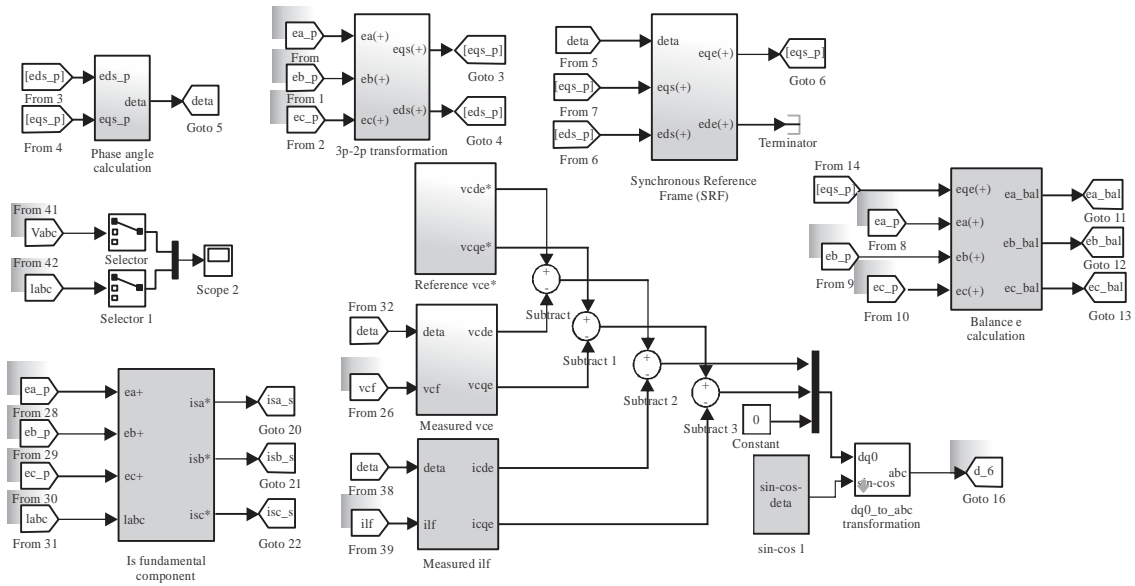 [eds_p]
From 3
[eqs_p]
From 4
eds_p
deta
eqs_p
Phase angle
calculation
deta
Goto 5
ea_p
From
eb_p
From 1
ec_p
From 2
ea(+)
eqs(+)
eb(+)
eds(+)
ec(+)
3p-2p transformation
[eqs_p]
Goto 3
[eds_p]
Goto 4
deta
From 5
[eqs_p]
From 7
[eds_p]
From 6
deta
eqe(+)
eqs(+)
ede(+)
eds(+)
Synchronous Reference
Frame (SRF)
[eqs_p]
Goto 6
Terminator
From 14
[eqs_p]
ea_p
From 8
eb_p
From 9
ec_p
From 10
eqe(+)
ea_bal
ea(+)
eb_bal
eb(+)
ec_bal
ec(+)
Balance e
calculation
ea_bal
Goto 11
eb_bal
Goto 12
ec_bal
Goto 13
From 41
Vabc
Selector
From 42
Iabc
Selector 1
Scope 2
vcde*
vcqe*
Reference vce*
+
-
Subtract
+
-
Subtract 1
+
-
Subtract 2
+
-
Subtract 3
From 32
deta
vcf
From 26
deta
vcde
vcf
vcqe
Measured vce
deta
From 38
ilf
From 39
deta
icde
ilf
icqe
Measured ilf
0
Constant
sin-cos-
deta
sin-cos 1
dq0
abc
sin-cos
dq0_to_abc
transformation
d_6
Goto 16
ea_p
From 28
eb_p
From 29
ec_p
From 30
Iabc
From 31
ea+
isa*
eb+
isb*
ec+
isc*
Iabc
Is fundamental
component
isa_s
Goto 20
isb_s
Goto 21
isc_s
Goto 22